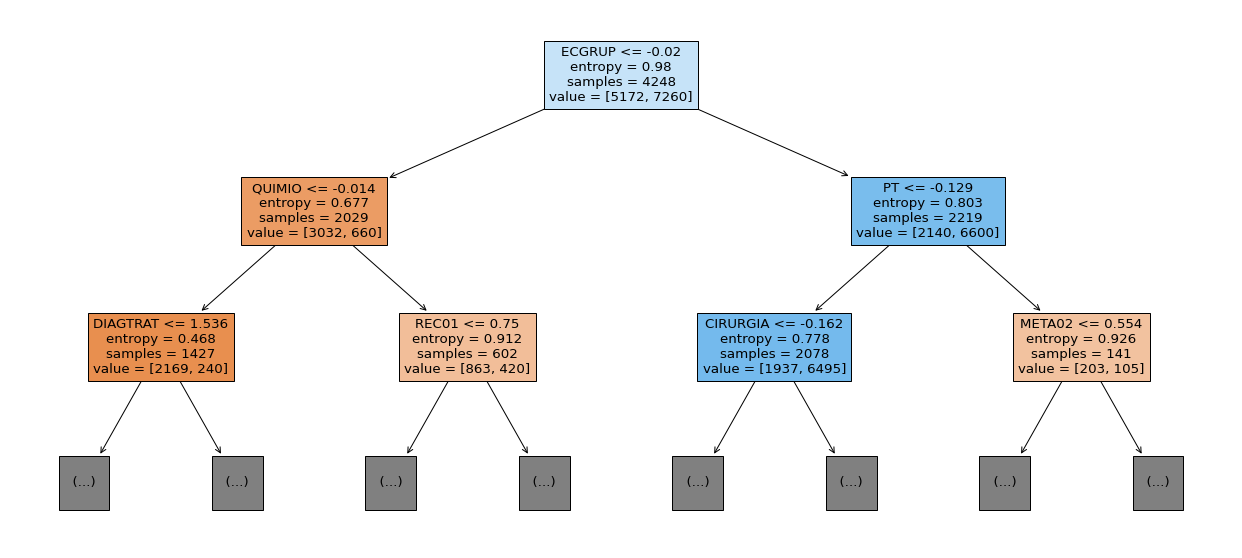 ECGRUP <= -0.02
entropy = 0.98
samples = 4248
value = [5172, 7260]
QUIMIO <= -0.014
entropy = 0.677
samples = 2029
value = [3032, 660]
PT <= -0.129
entropy = 0.803
samples = 2219
value = [2140, 6600]
DIAGTRAT <= 1.536
entropy = 0.468
samples = 1427
value = [2169, 240]
REC01 <= 0.75
entropy = 0.912
samples = 602
value = [863, 420]
CIRURGIA <= -0.162
entropy = 0.778
samples = 2078
value = [1937, 6495]
META02 <= 0.554
entropy = 0.926
samples = 141
value = [203, 105]
(...)
(...)
(...)
(...)
(...)
(...)
(...)
(...)